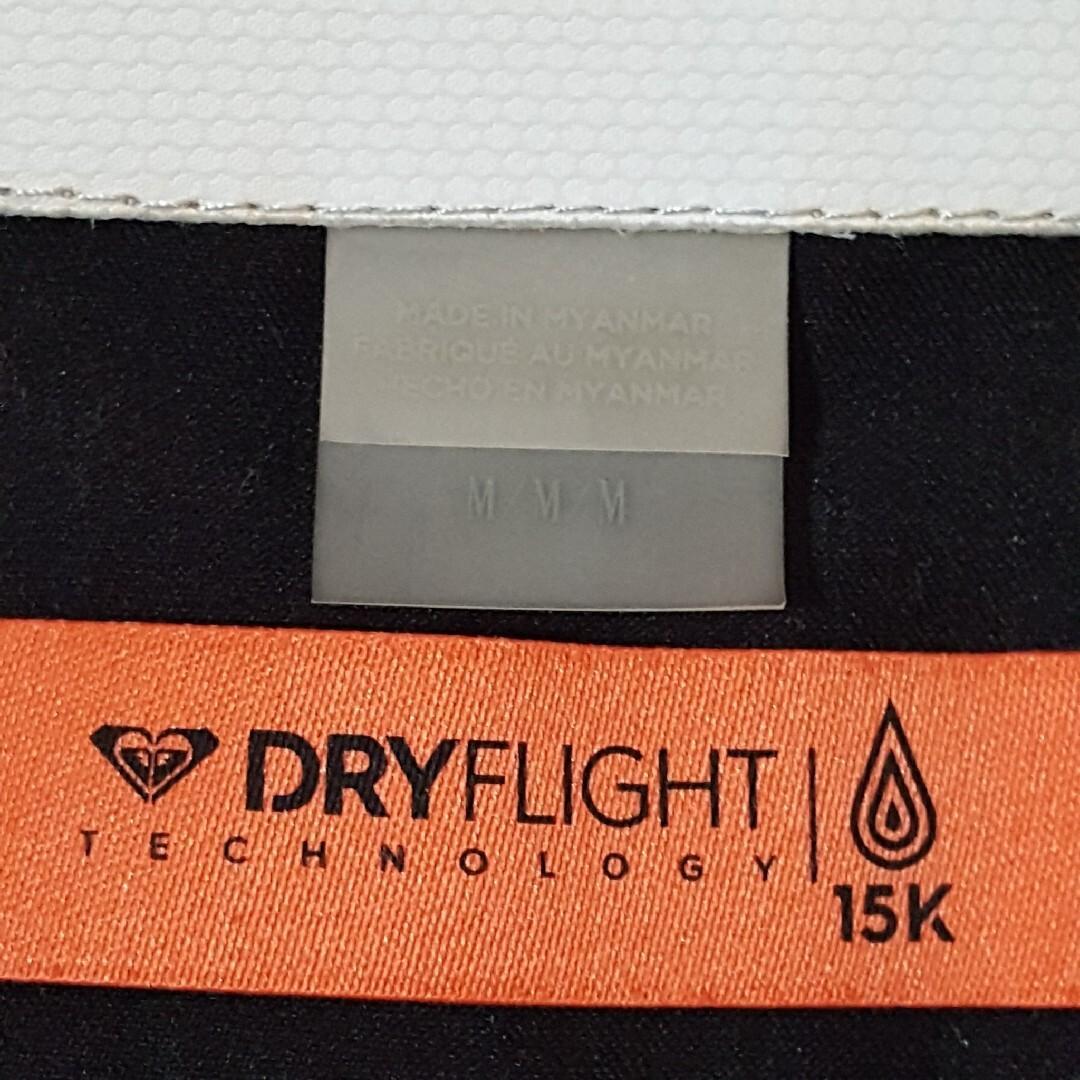 MADE IN MYANMAR
FABRIQUÉ AU MYANMAR
HECHO EN MYANMAR
M/M/M
DRYFLIGHT
TECHNOLOGY
15K